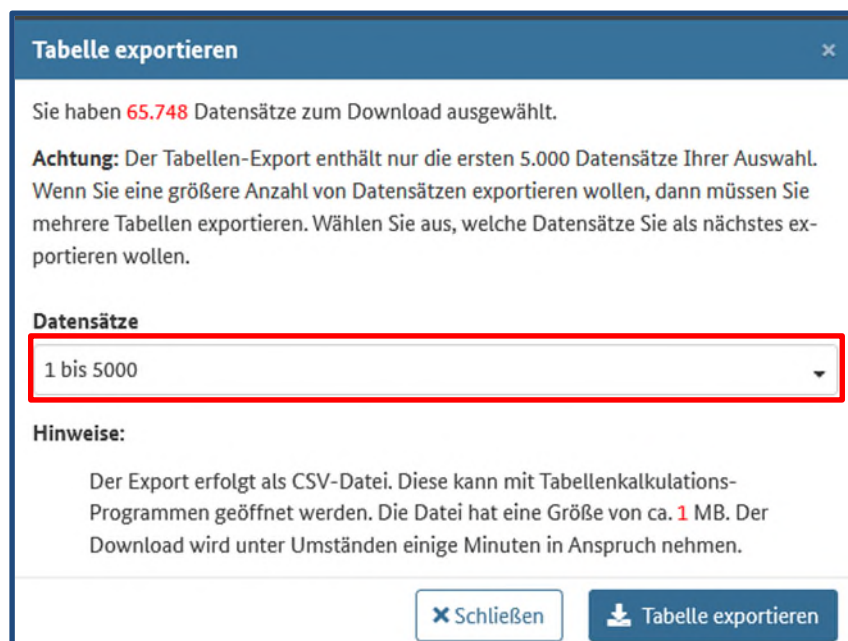 Tabelle exportieren ×
Sie haben 65.748 Datensätze zum Download ausgewählt.
Achtung: Der Tabellen-Export enthält nur die ersten 5.000 Datensätze Ihrer Auswahl.
Wenn Sie eine größere Anzahl von Datensätzen exportieren wollen, dann müssen Sie
mehrere Tabellen exportieren. Wählen Sie aus, welche Datensätze Sie als nächstes ex-
portieren wollen.
Datensätze
1 bis 5000
Hinweise:
Der Export erfolgt als CSV-Datei. Diese kann mit Tabellenkalkulations-
Programmen geöffnet werden. Die Datei hat eine Größe von ca. 1 MB. Der
Download wird unter Umständen einige Minuten in Anspruch nehmen.
Schließen Tabelle exportieren